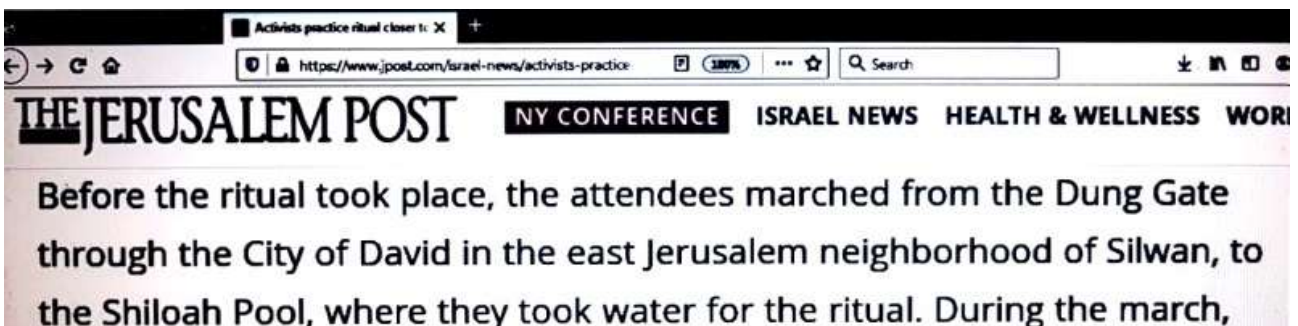 Activists practice ritual closer to
https://www.jpost.com/israel-news/activists-practice 100% Search
THE JERUSALEM POST NY CONFERENCE ISRAEL NEWS HEALTH & WELLNESS WORL
Before the ritual took place, the attendees marched from the Dung Gate
through the City of David in the east Jerusalem neighborhood of Silwan, to
the Shiloah Pool, where they took water for the ritual. During the march,